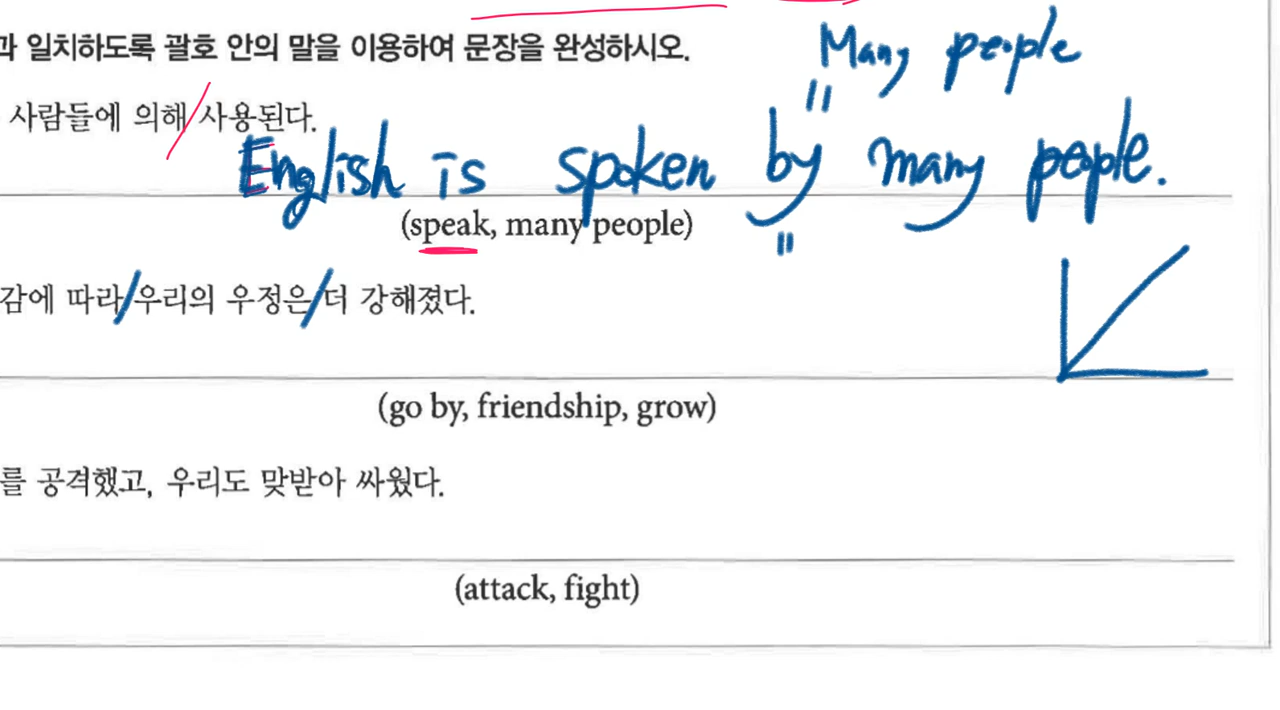 과 일치하도록 괄호 안의 말을 이용하여 문장을 완성하시오.
Many people
사람들에 의해 사용된다.
English is spoken by many people.
(speak, many people)
감에 따라 우리의 우정은 더 강해졌다.
(go by, friendship, grow)
를 공격했고, 우리도 맞받아 싸웠다.
(attack, fight)